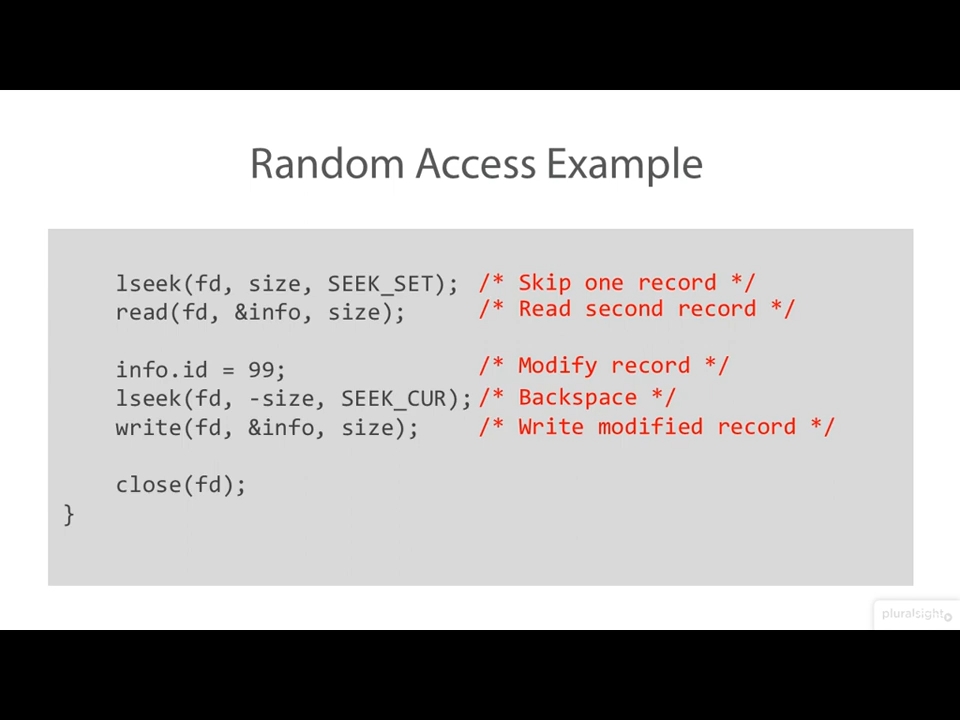 Random Access Example
lseek(fd, size, SEEK_SET); /* Skip one record */
read(fd, &info, size); /* Read second record */
info.id = 99; /* Modify record */
lseek(fd, -size, SEEK_CUR); /* Backspace */
write(fd, &info, size); /* Write modified record */
close(fd);
}
pluralsight